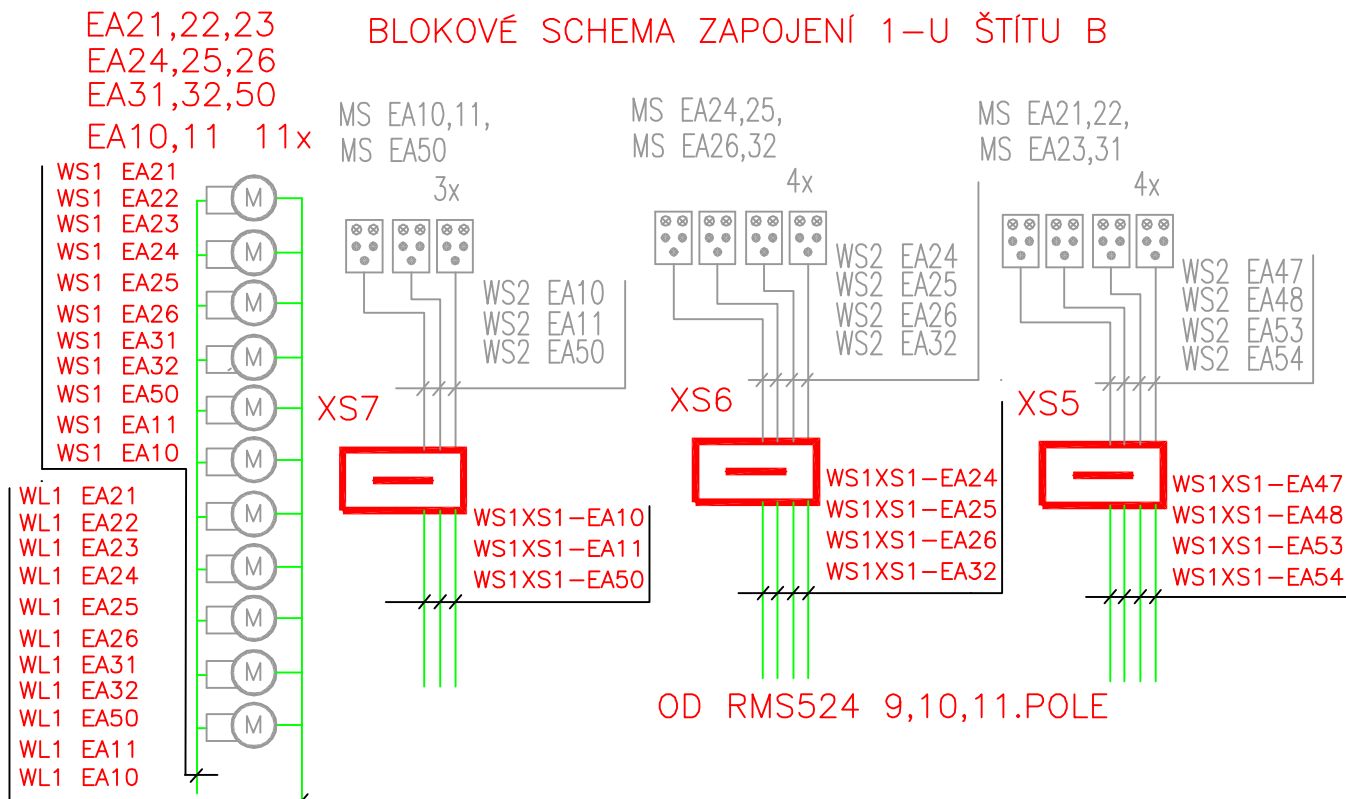 EA21,22,23
EA24,25,26
EA31,32,50
EA10,11 11x
BLOKOVÉ SCHEMA ZAPOJENÍ 1-U ŠTÍTU B
WS1 EA21
WS1 EA22
WS1 EA23
WS1 EA24
WS1 EA25
WS1 EA26
WS1 EA31
WS1 EA32
WS1 EA50
WS1 EA11
WS1 EA10
WL1 EA21
WL1 EA22
WL1 EA23
WL1 EA24
WL1 EA25
WL1 EA26
WL1 EA31
WL1 EA32
WL1 EA50
WL1 EA11
WL1 EA10
M
M
M
M
M
M
M
M
M
M
M
MS EA10,11,
MS EA50
3x
WS2 EA10
WS2 EA11
WS2 EA50
XS7
WS1XS1-EA10
WS1XS1-EA11
WS1XS1-EA50
MS EA24,25,
MS EA26,32
4x
WS2 EA24
WS2 EA25
WS2 EA26
WS2 EA32
XS6
WS1XS1-EA24
WS1XS1-EA25
WS1XS1-EA26
WS1XS1-EA32
MS EA21,22,
MS EA23,31
4x
WS2 EA47
WS2 EA48
WS2 EA53
WS2 EA54
XS5
WS1XS1-EA47
WS1XS1-EA48
WS1XS1-EA53
WS1XS1-EA54
OD RMS524 9,10,11.POLE